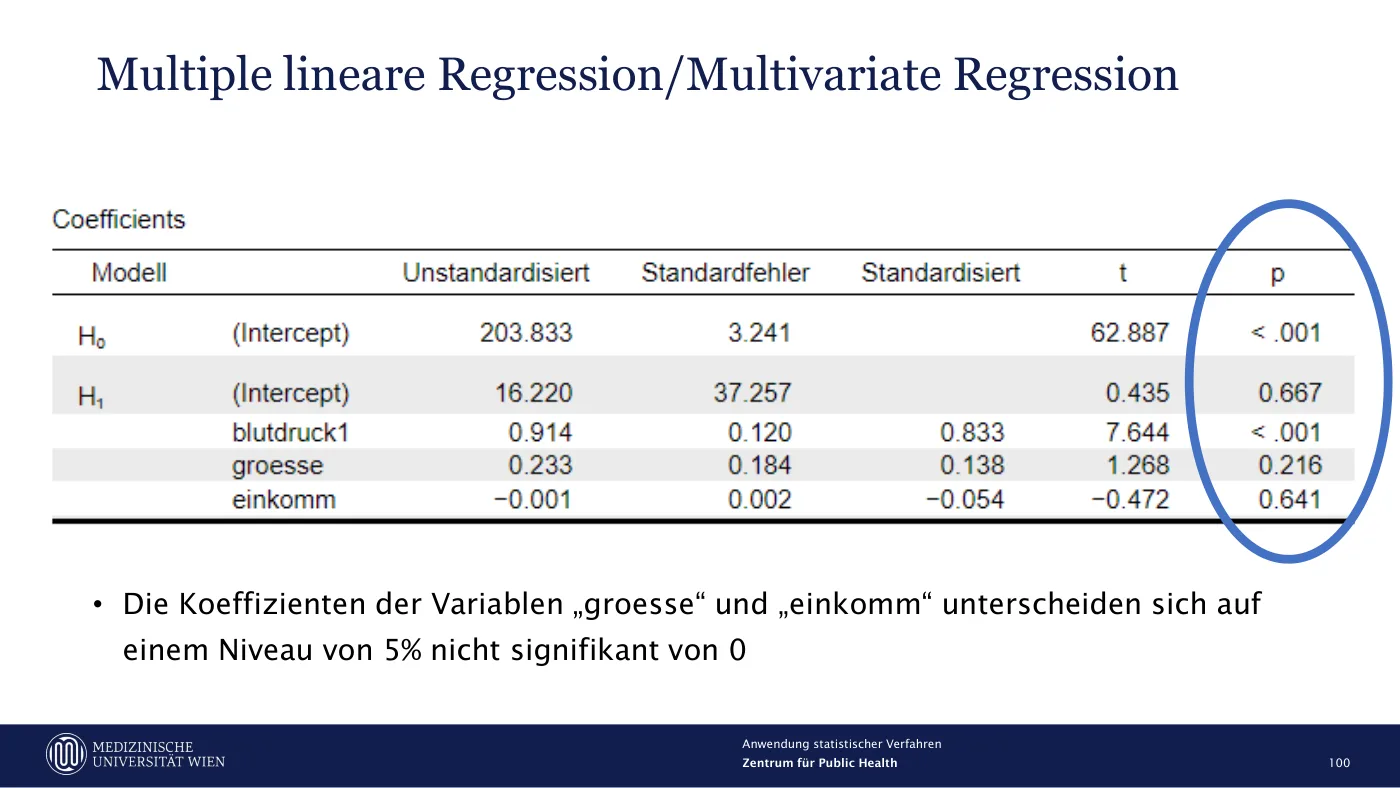 Multiple lineare Regression/Multivariate Regression
Coefficients
Modell Unstandardisiert Standardfehler Standardisiert t p
H₀ (Intercept) 203.833 3.241 62.887 < .001
H₁ (Intercept) 16.220 37.257 0.435 0.667
blutdruck1 0.914 0.120 0.833 7.644 < .001
groesse 0.233 0.184 0.138 1.268 0.216
einkomm −0.001 0.002 −0.054 −0.472 0.641
• Die Koeffizienten der Variablen „groesse“ und „einkomm“ unterscheiden sich auf
einem Niveau von 5% nicht signifikant von 0
MEDIZINISCHE
UNIVERSITÄT WIEN
Anwendung statistischer Verfahren
Zentrum für Public Health
100